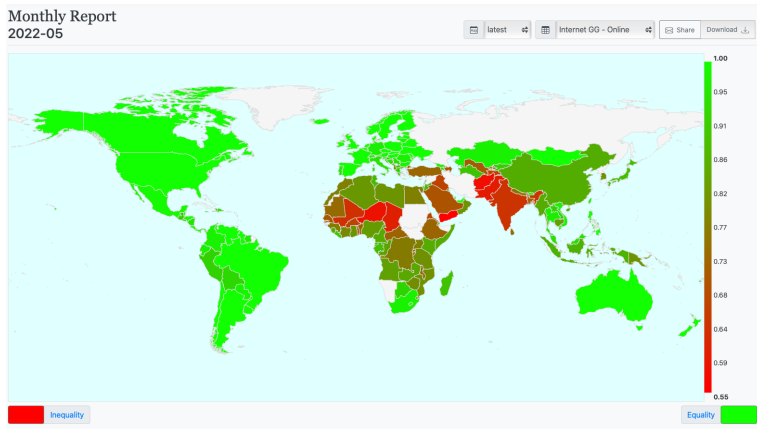 Monthly Report
2022-05
latest
Internet GG - Online
Share
Download
1.00
0.95
0.91
0.86
0.82
0.77
0.73
0.68
0.64
0.59
0.55
Inequality
Equality